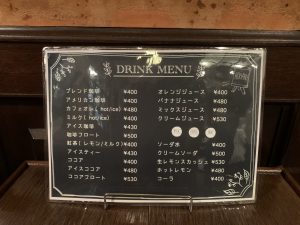 DRINK MENU
ブレンド珈琲 ¥400
アメリカン珈琲 ¥400
カフェオレ( hot/ice) ¥480
ミルク( hot/ice) ¥400
アイス珈琲 ¥430
珈琲フロート ¥500
紅茶(レモン/ミルク) ¥400
アイスティー ¥430
ココア ¥480
アイスココア ¥480
ココアフロート ¥530
オレンジジュース ¥400
バナナジュース ¥480
ミックスジュース ¥480
クリームジュース ¥530
ソーダ水 ¥400
クリームソーダ ¥500
生レモンスカッシュ ¥530
ホットレモン ¥480
コーラ ¥400